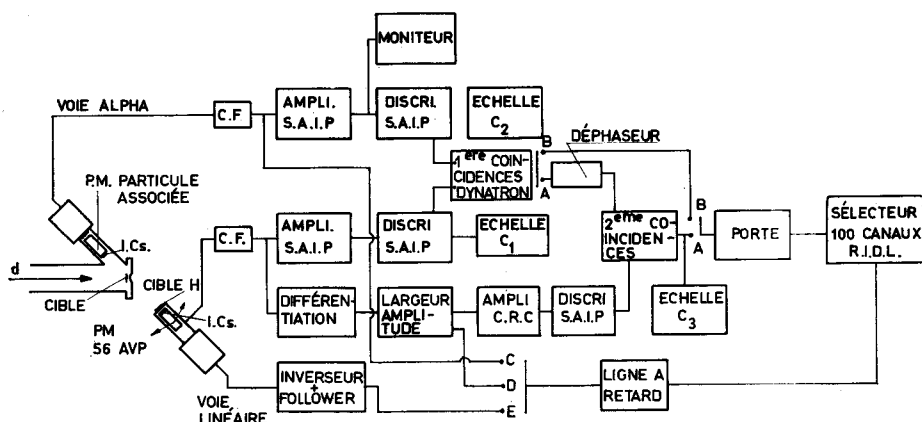 MONITEUR
VOIE ALPHA
C.F.
AMPLI.
S.A.I.P
DISCRI.
S.A.I.P
ECHELLE
C2
DÉPHASEUR
B
1ère COIN-
CIDENCES
DYNATRON
A
P.M. PARTICULE
ASSOCIÉE
I.Cs.
C.F.
AMPLI.
S.A.I.P
DISCRI
S.A.I.P
ECHELLE
C1
2ème CO-
INCIDEN-
CES
B
A
PORTE
SÉLECTEUR
100 CANAUX
R.I.D.L.
d
CIBLE
CIBLE H
I.Cs.
PM
56 AVP
DIFFÉREN-
TIATION
LARGEUR
AMPLI-
TUDE
AMPLI
C.R.C
DISCRI
S.A.I.P
ECHELLE
C3
C
D
E
INVERSEUR
+
FOLLOWER
LIGNE A
RETARD
VOIE
LINÉAIRE